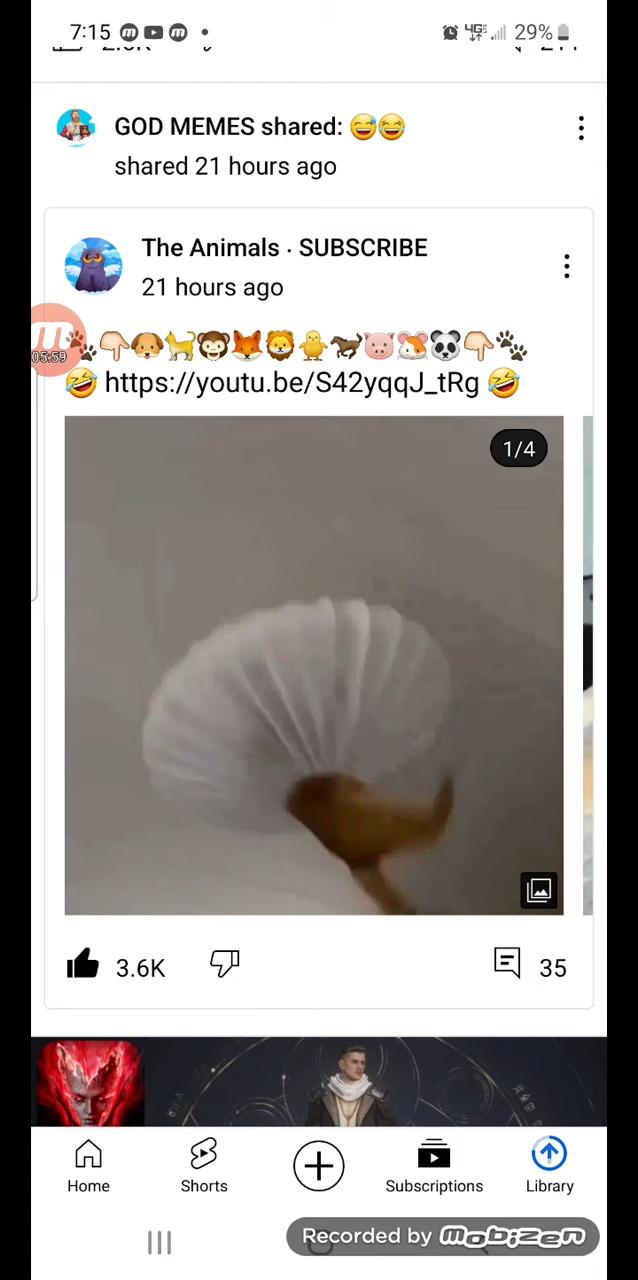 7:15
4G 29%
GOD MEMES shared: 😅😂
shared 21 hours ago
The Animals · SUBSCRIBE
21 hours ago
05:59
🐾👇🐶🐈🐵🦊🦁🐥🐎🐷🐹🐼👇🐾
🤣 https://youtu.be/S42yqqJ_tRg 🤣
1/4
3.6K 35
Home Shorts Subscriptions Library
Recorded by mobizen